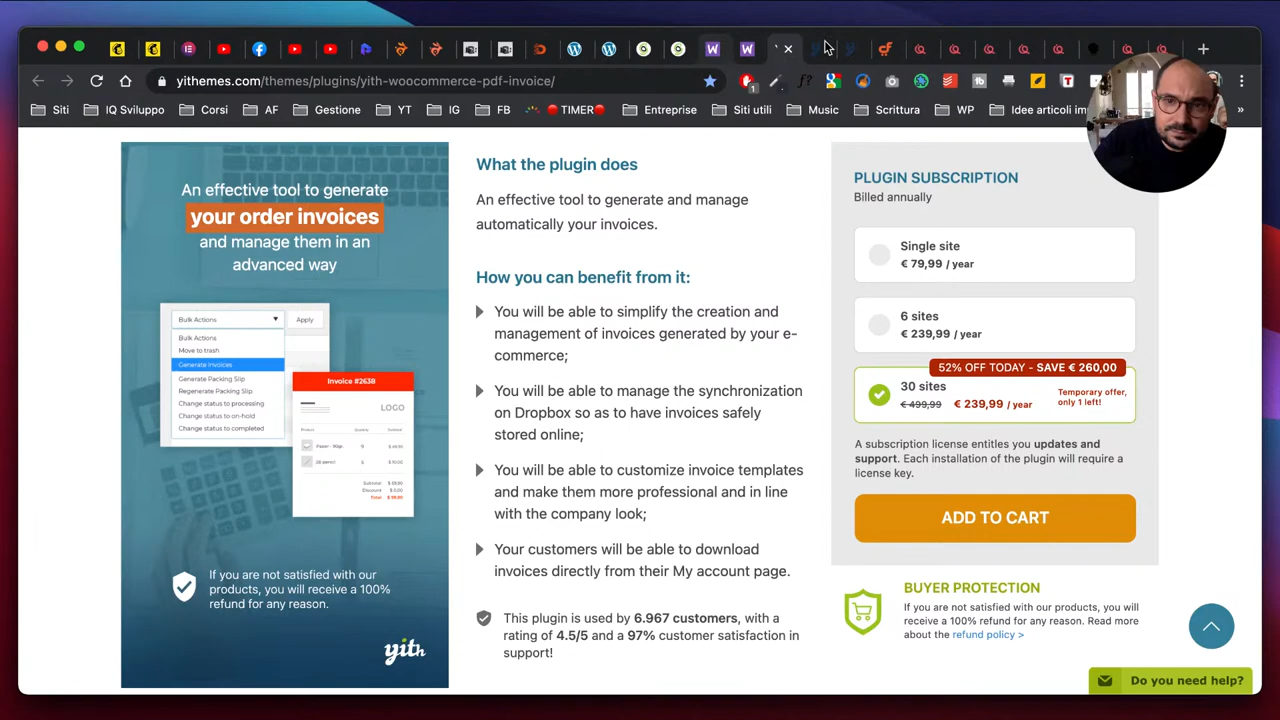 yithemes.com/themes/plugins/yith-woocommerce-pdf-invoice/
Siti
IQ Sviluppo
Corsi
AF
Gestione
YT
IG
FB
TIMER
Entreprise
Siti utili
Music
Scrittura
WP
Idee articoli im
»
An effective tool to generate
your order invoices
and manage them in an
advanced way
Bulk Actions
Apply
Bulk Actions
Move to trash
Generate Invoices
Generate Packing Slip
Regenerate Packing Slip
Change status to processing
Change status to on-hold
Change status to completed
Invoice #2638
LOGO
Product
Quantity
Subtotal
Subtotal
Discount
Total
If you are not satisfied with our
products, you will receive a 100%
refund for any reason.
yith
What the plugin does
An effective tool to generate and manage
automatically your invoices.
How you can benefit from it:
You will be able to simplify the creation and
management of invoices generated by your e-
commerce;
You will be able to manage the synchronization
on Dropbox so as to have invoices safely
stored online;
You will be able to customize invoice templates
and make them more professional and in line
with the company look;
Your customers will be able to download
invoices directly from their My account page.
This plugin is used by 6.967 customers, with a
rating of 4.5/5 and a 97% customer satisfaction in
support!
PLUGIN SUBSCRIPTION
Billed annually
Single site
€ 79,99 / year
6 sites
€ 239,99 / year
52% OFF TODAY - SAVE € 260,00
30 sites
€ 499,99 € 239,99 / year
Temporary offer,
only 1 left!
A subscription license entitles you updates and
support. Each installation of the plugin will require a
license key.
ADD TO CART
BUYER PROTECTION
If you are not satisfied with our products, you will
receive a 100% refund for any reason. Read more
about the refund policy >
Do you need help?